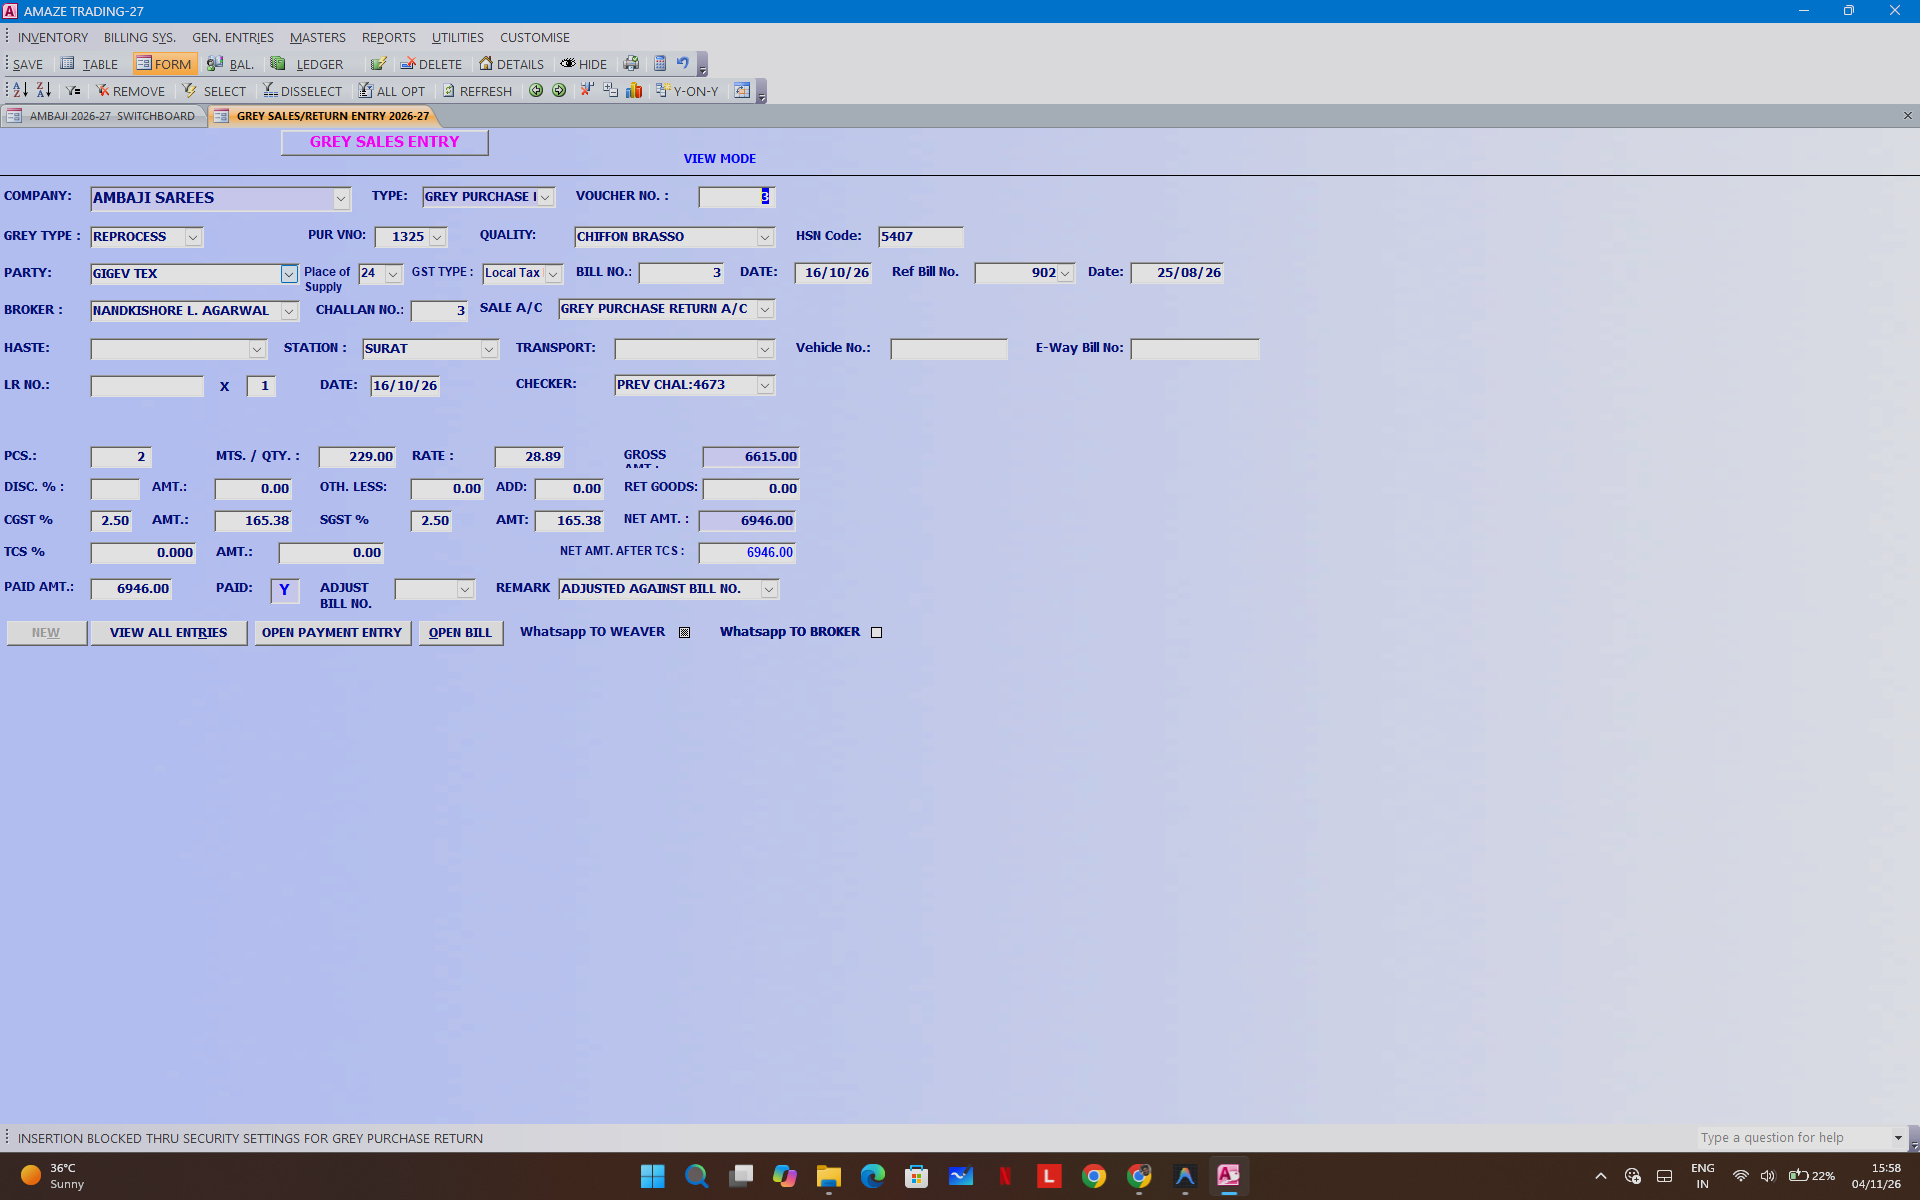 AMAZE TRADING-27
INVENTORY BILLING SYS. GEN. ENTRIES MASTERS REPORTS UTILITIES CUSTOMISE
SAVE TABLE FORM BAL. LEDGER DELETE DETAILS HIDE
REMOVE SELECT DISSELECT ALL OPT REFRESH Y-ON-Y
AMBAJI 2026-27 SWITCHBOARD GREY SALES/RETURN ENTRY 2026-27
GREY SALES ENTRY
VIEW MODE
COMPANY: AMBAJI SAREES TYPE: GREY PURCHASE VOUCHER NO. : 3
GREY TYPE : REPROCESS PUR VNO: 1325 QUALITY: CHIFFON BRASSO HSN Code: 5407
PARTY: GIGEV TEX Place of Supply 24 GST TYPE : Local Tax BILL NO.: 3 DATE: 16/10/26 Ref Bill No. 902 Date: 25/08/26
BROKER : NANDKISHORE L. AGARWAL CHALLAN NO.: 3 SALE A/C GREY PURCHASE RETURN A/C
HASTE: STATION : SURAT TRANSPORT: Vehicle No.: E-Way Bill No:
LR NO.: X 1 DATE: 16/10/26 CHECKER: PREV CHAL:4673
PCS.: 2 MTS. / QTY. : 229.00 RATE : 28.89 GROSS AMT.: 6615.00
DISC. % : AMT.: 0.00 OTH. LESS: 0.00 ADD: 0.00 RET GOODS: 0.00
CGST % 2.50 AMT.: 165.38 SGST % 2.50 AMT: 165.38 NET AMT. : 6946.00
TCS % 0.000 AMT.: 0.00 NET AMT. AFTER TCS : 6946.00
PAID AMT.: 6946.00 PAID: Y ADJUST BILL NO. REMARK ADJUSTED AGAINST BILL NO.
NEW VIEW ALL ENTRIES OPEN PAYMENT ENTRY OPEN BILL Whatsapp TO WEAVER Whatsapp TO BROKER
INSERTION BLOCKED THRU SECURITY SETTINGS FOR GREY PURCHASE RETURN Type a question for help
36°C
Sunny
ENG
IN
22%
15:58
04/11/26